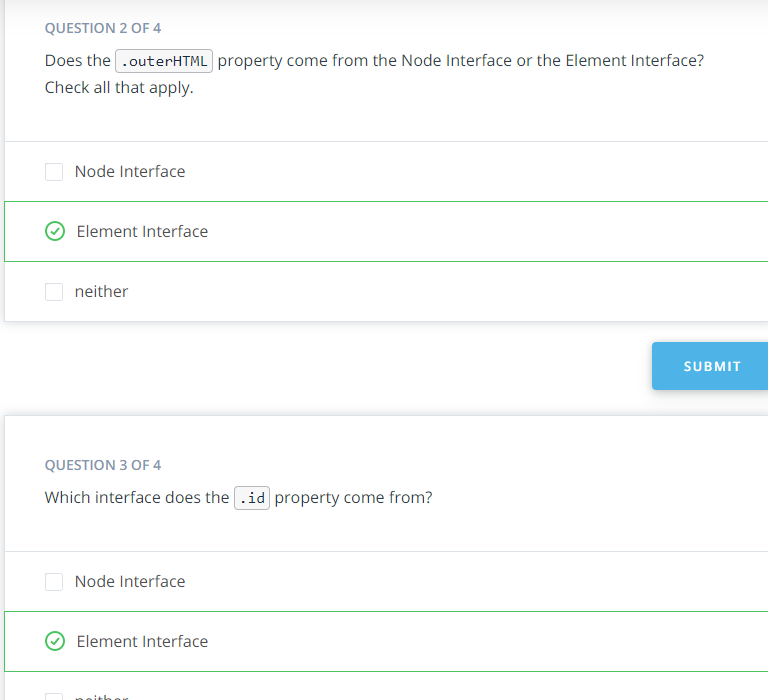 QUESTION 2 OF 4
Does the .outerHTML property come from the Node Interface or the Element Interface?
Check all that apply.
Node Interface
Element Interface
neither
SUBMIT
QUESTION 3 OF 4
Which interface does the .id property come from?
Node Interface
Element Interface
neither